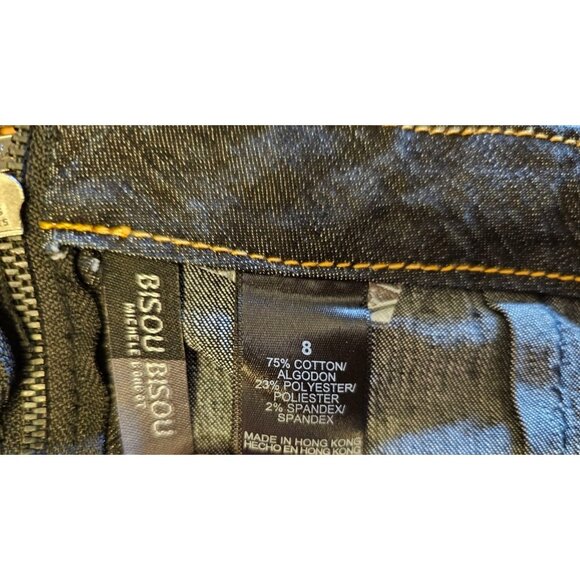 BISOU BISOU
MICHELE BOHBOT
8
75% COTTON/
ALGODON
23% POLYESTER/
POLIESTER
2% SPANDEX/
SPANDEX
MADE IN HONG KONG
HECHO EN HONG KONG